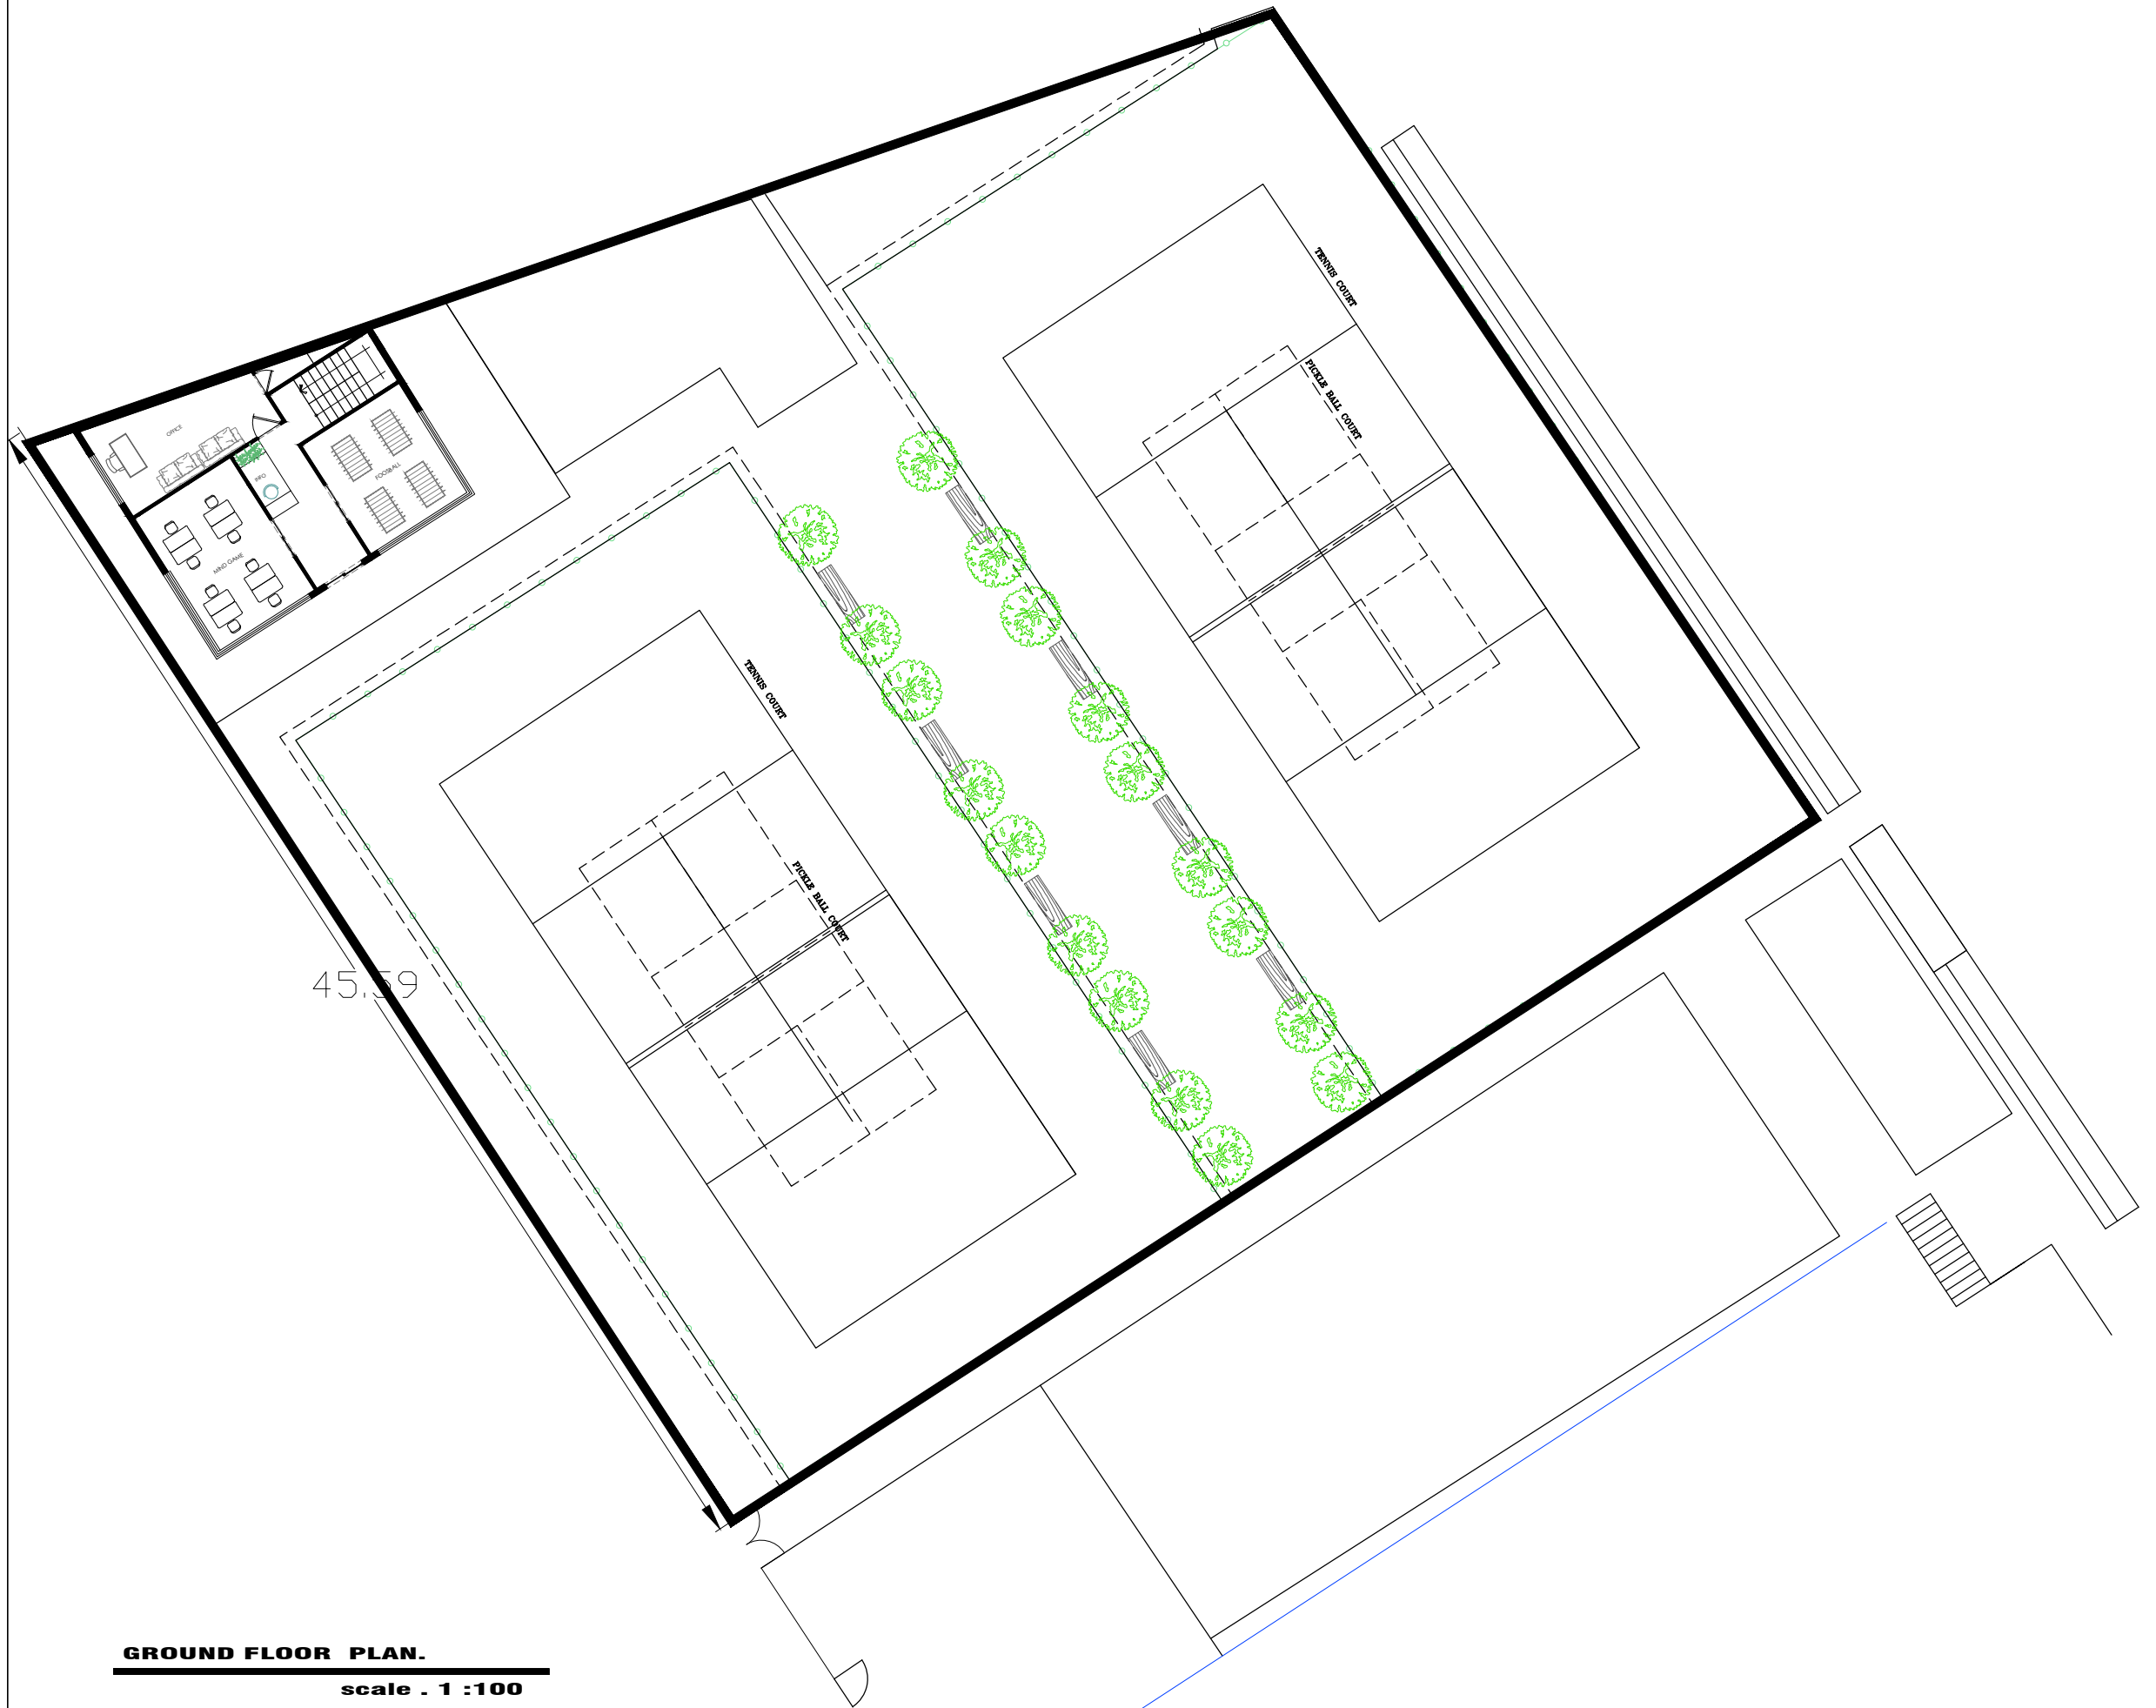 TENNIS COURT
PICKLE BALL COURT
OFFICE
INFO
FOOSBALL
MIND GAME
TENNIS COURT
PICKLE BALL COURT
45,59
GROUND FLOOR PLAN.
scale . 1 :100